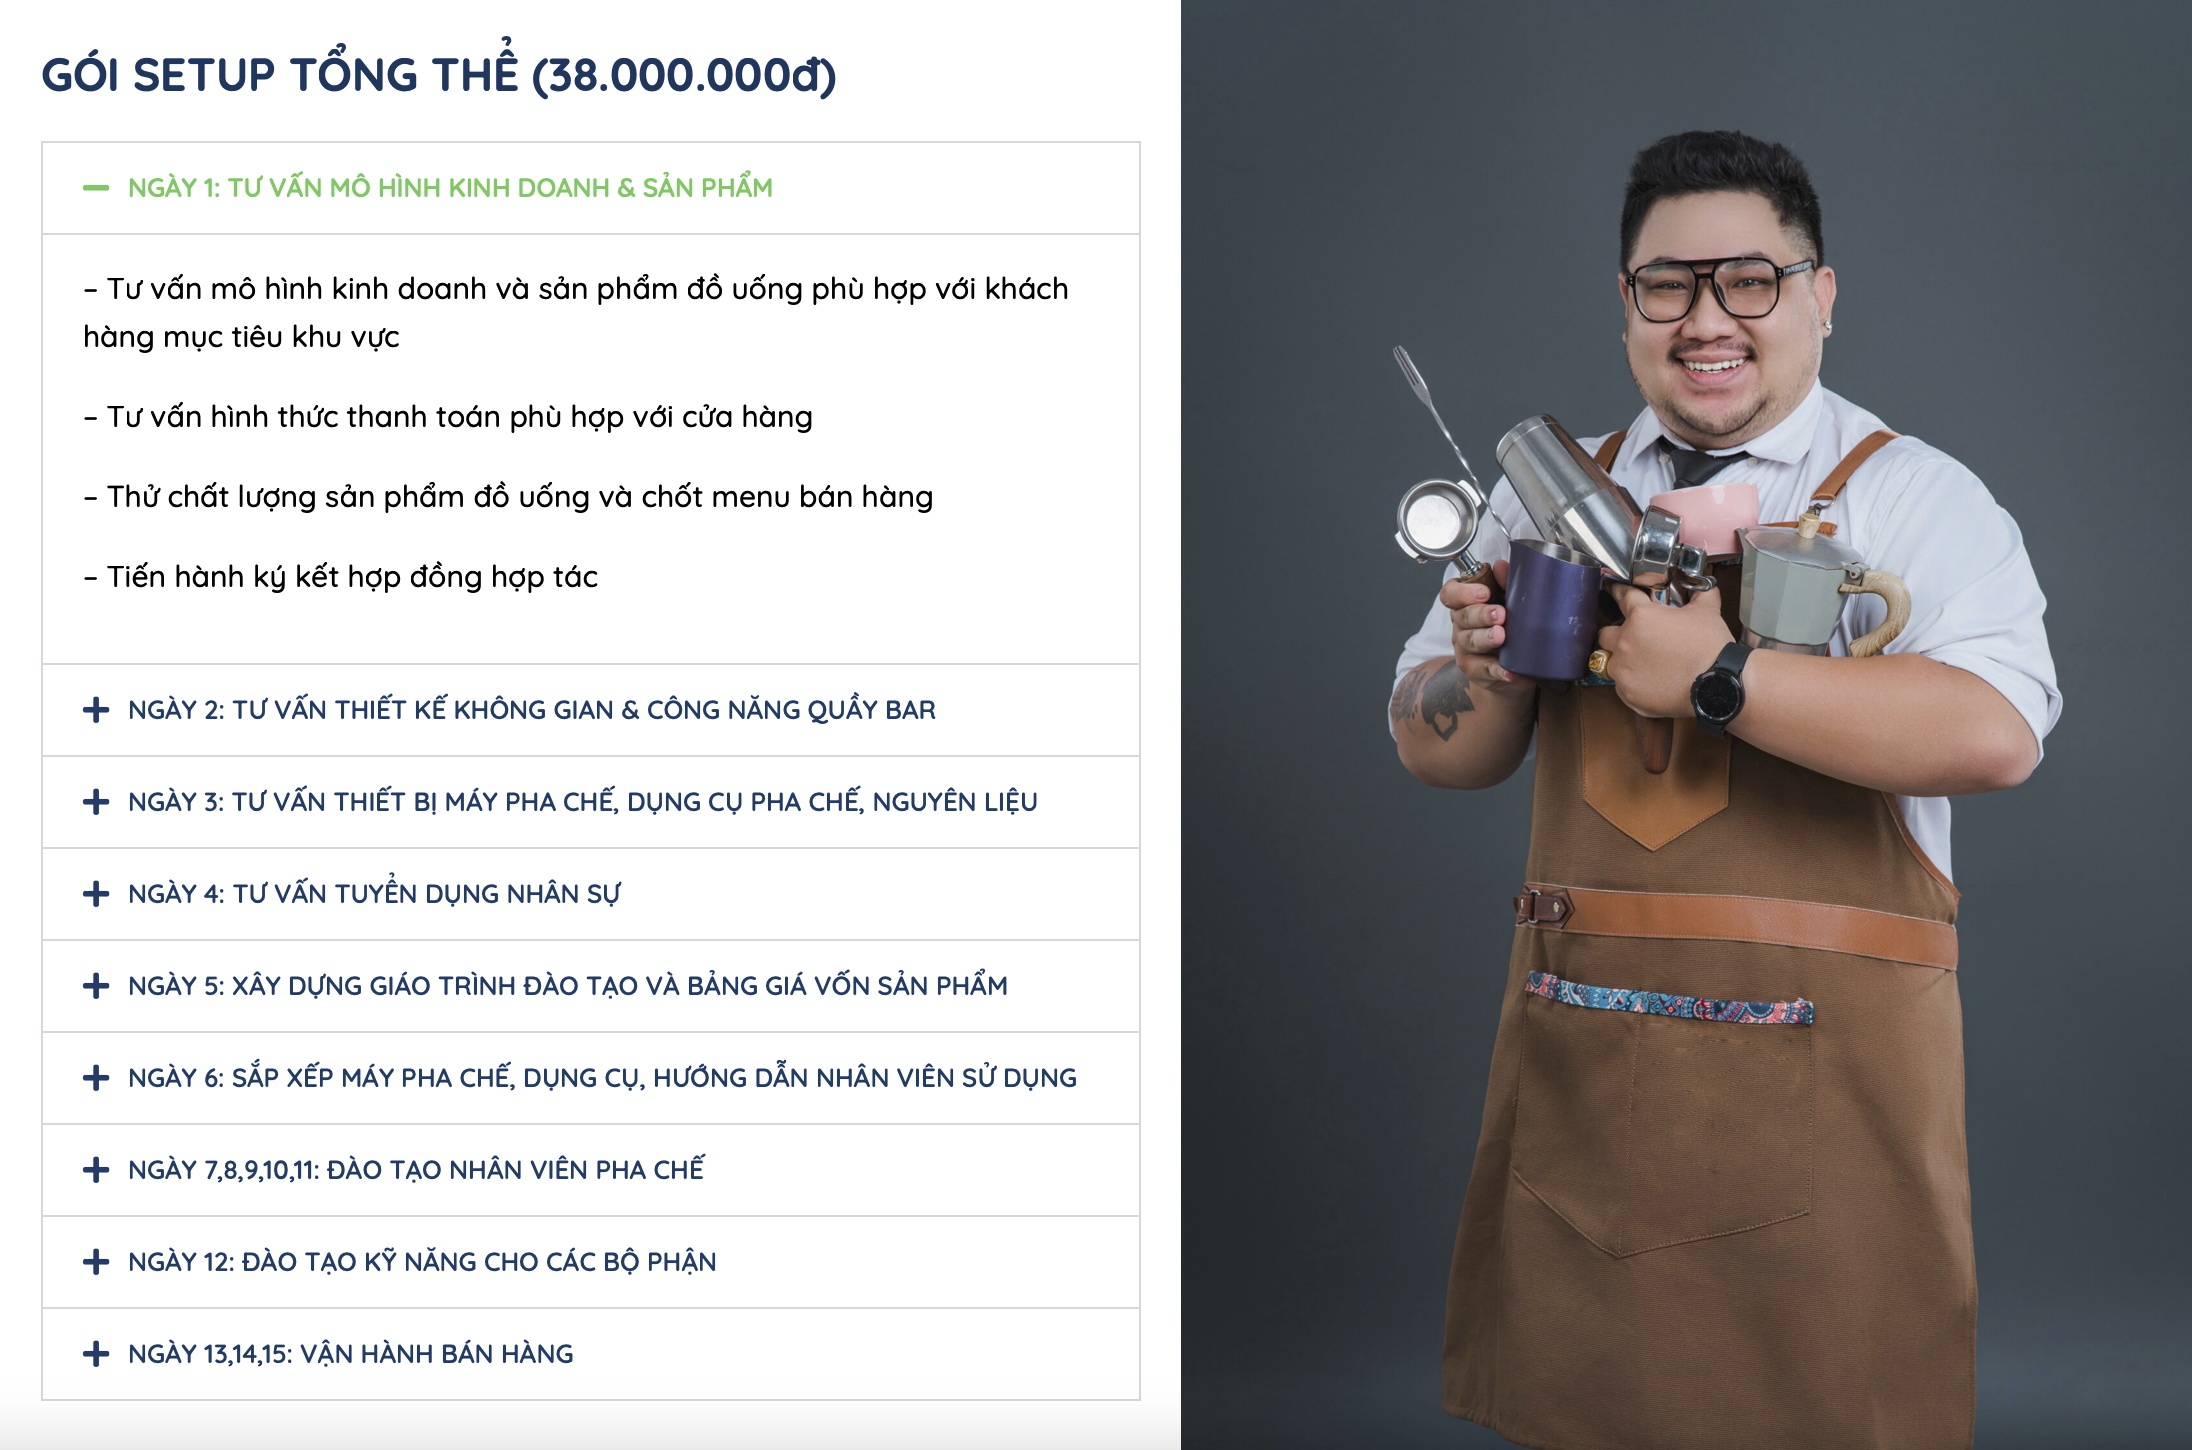 GÓI SETUP TỔNG THỂ (38.000.000đ)
NGÀY 1: TƯ VẤN MÔ HÌNH KINH DOANH & SẢN PHẨM
– Tư vấn mô hình kinh doanh và sản phẩm đồ uống phù hợp với khách
hàng mục tiêu khu vực
– Tư vấn hình thức thanh toán phù hợp với cửa hàng
– Thử chất lượng sản phẩm đồ uống và chốt menu bán hàng
– Tiến hành ký kết hợp đồng hợp tác
NGÀY 2: TƯ VẤN THIẾT KẾ KHÔNG GIAN & CÔNG NĂNG QUẦY BAR
NGÀY 3: TƯ VẤN THIẾT BỊ MÁY PHA CHẾ, DỤNG CỤ PHA CHẾ, NGUYÊN LIỆU
NGÀY 4: TƯ VẤN TUYỂN DỤNG NHÂN SỰ
NGÀY 5: XÂY DỰNG GIÁO TRÌNH ĐÀO TẠO VÀ BẢNG GIÁ VỐN SẢN PHẨM
NGÀY 6: SẮP XẾP MÁY PHA CHẾ, DỤNG CỤ, HƯỚNG DẪN NHÂN VIÊN SỬ DỤNG
NGÀY 7,8,9,10,11: ĐÀO TẠO NHÂN VIÊN PHA CHẾ
NGÀY 12: ĐÀO TẠO KỸ NĂNG CHO CÁC BỘ PHẬN
NGÀY 13,14,15: VẬN HÀNH BÁN HÀNG